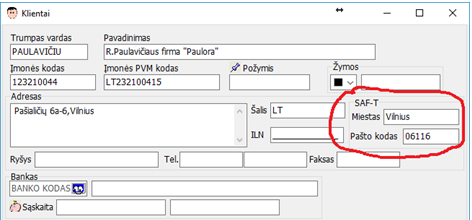 Klientai
Trumpas vardas Pavadinimas
PAULAVIČIU R.Paulavičiaus firma "Paulora"
Įmonės kodas Įmonės PVM kodas Požymis Žymos
123210044 LT232100415
Adresas
Pašialičių 6a-6,Vilnius
Šalis LT
ILN
SAF-T
Miestas Vilnius
Pašto kodas 06116
Ryšys Tel. Faksas
Bankas
BANKO KODAS
Sąskaita